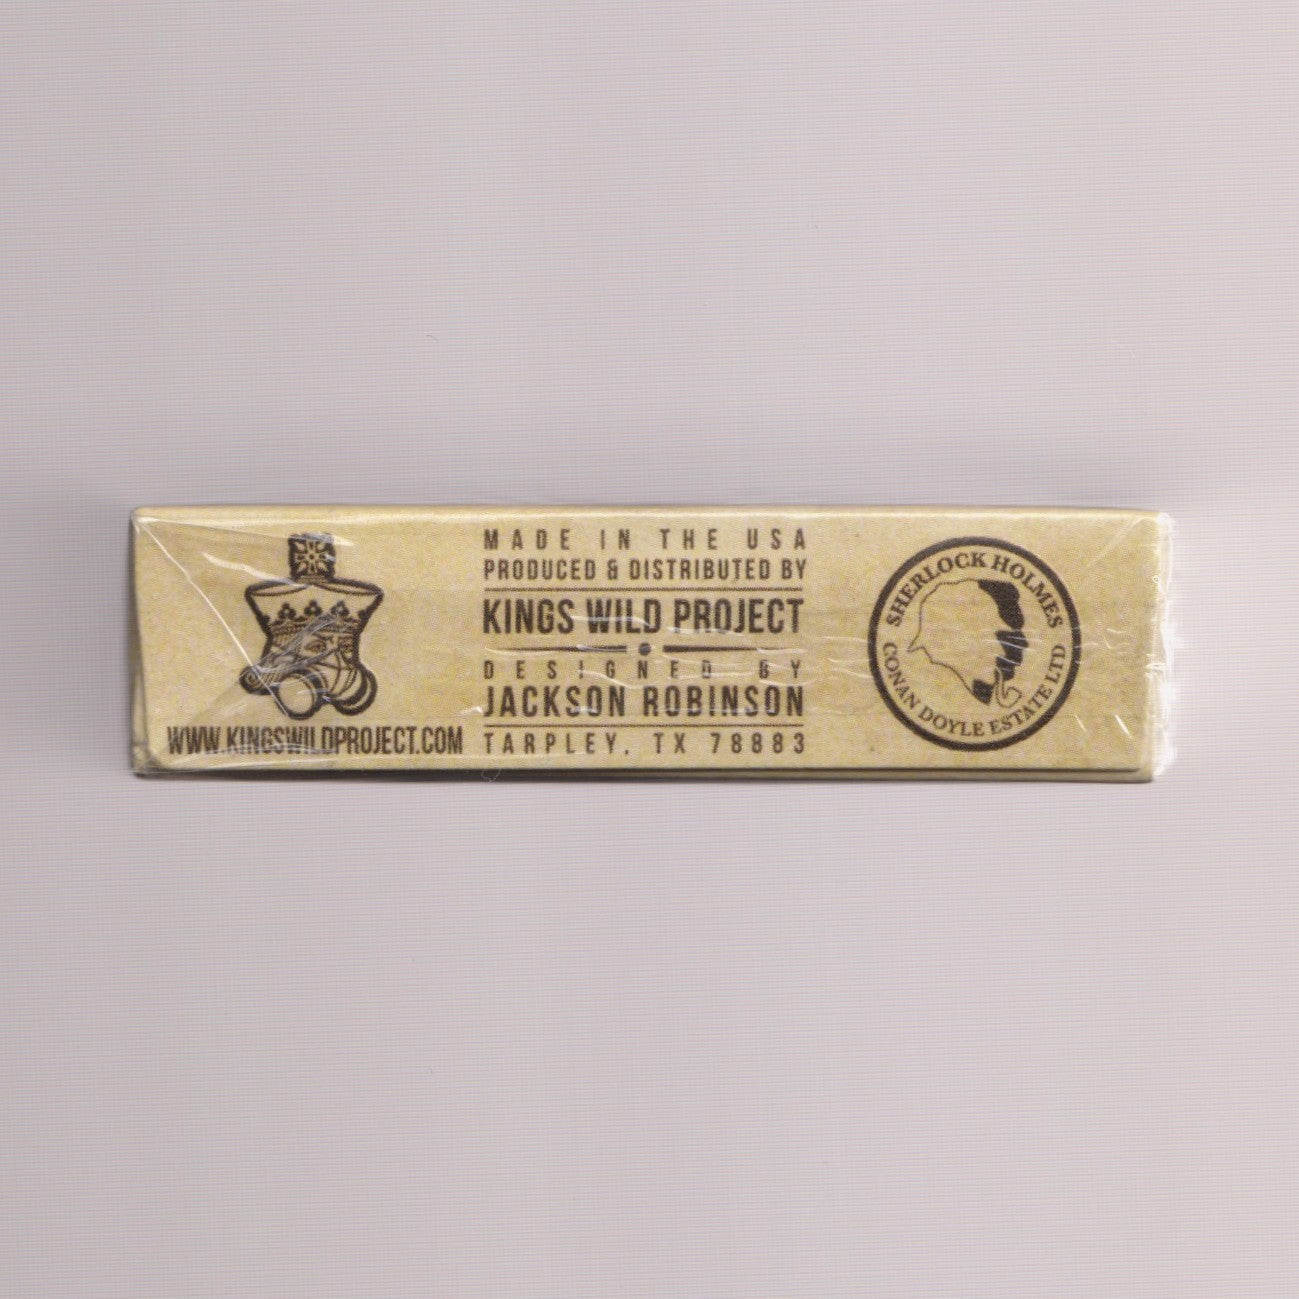 WWW.KINGSWILDPROJECT.COM
MADE IN THE USA
PRODUCED & DISTRIBUTED BY
KINGS WILD PROJECT
DESIGNED BY
JACKSON ROBINSON
TARPLEY, TX 78883
SHERLOCK HOLMES
CONAN DOYLE ESTATE LTD